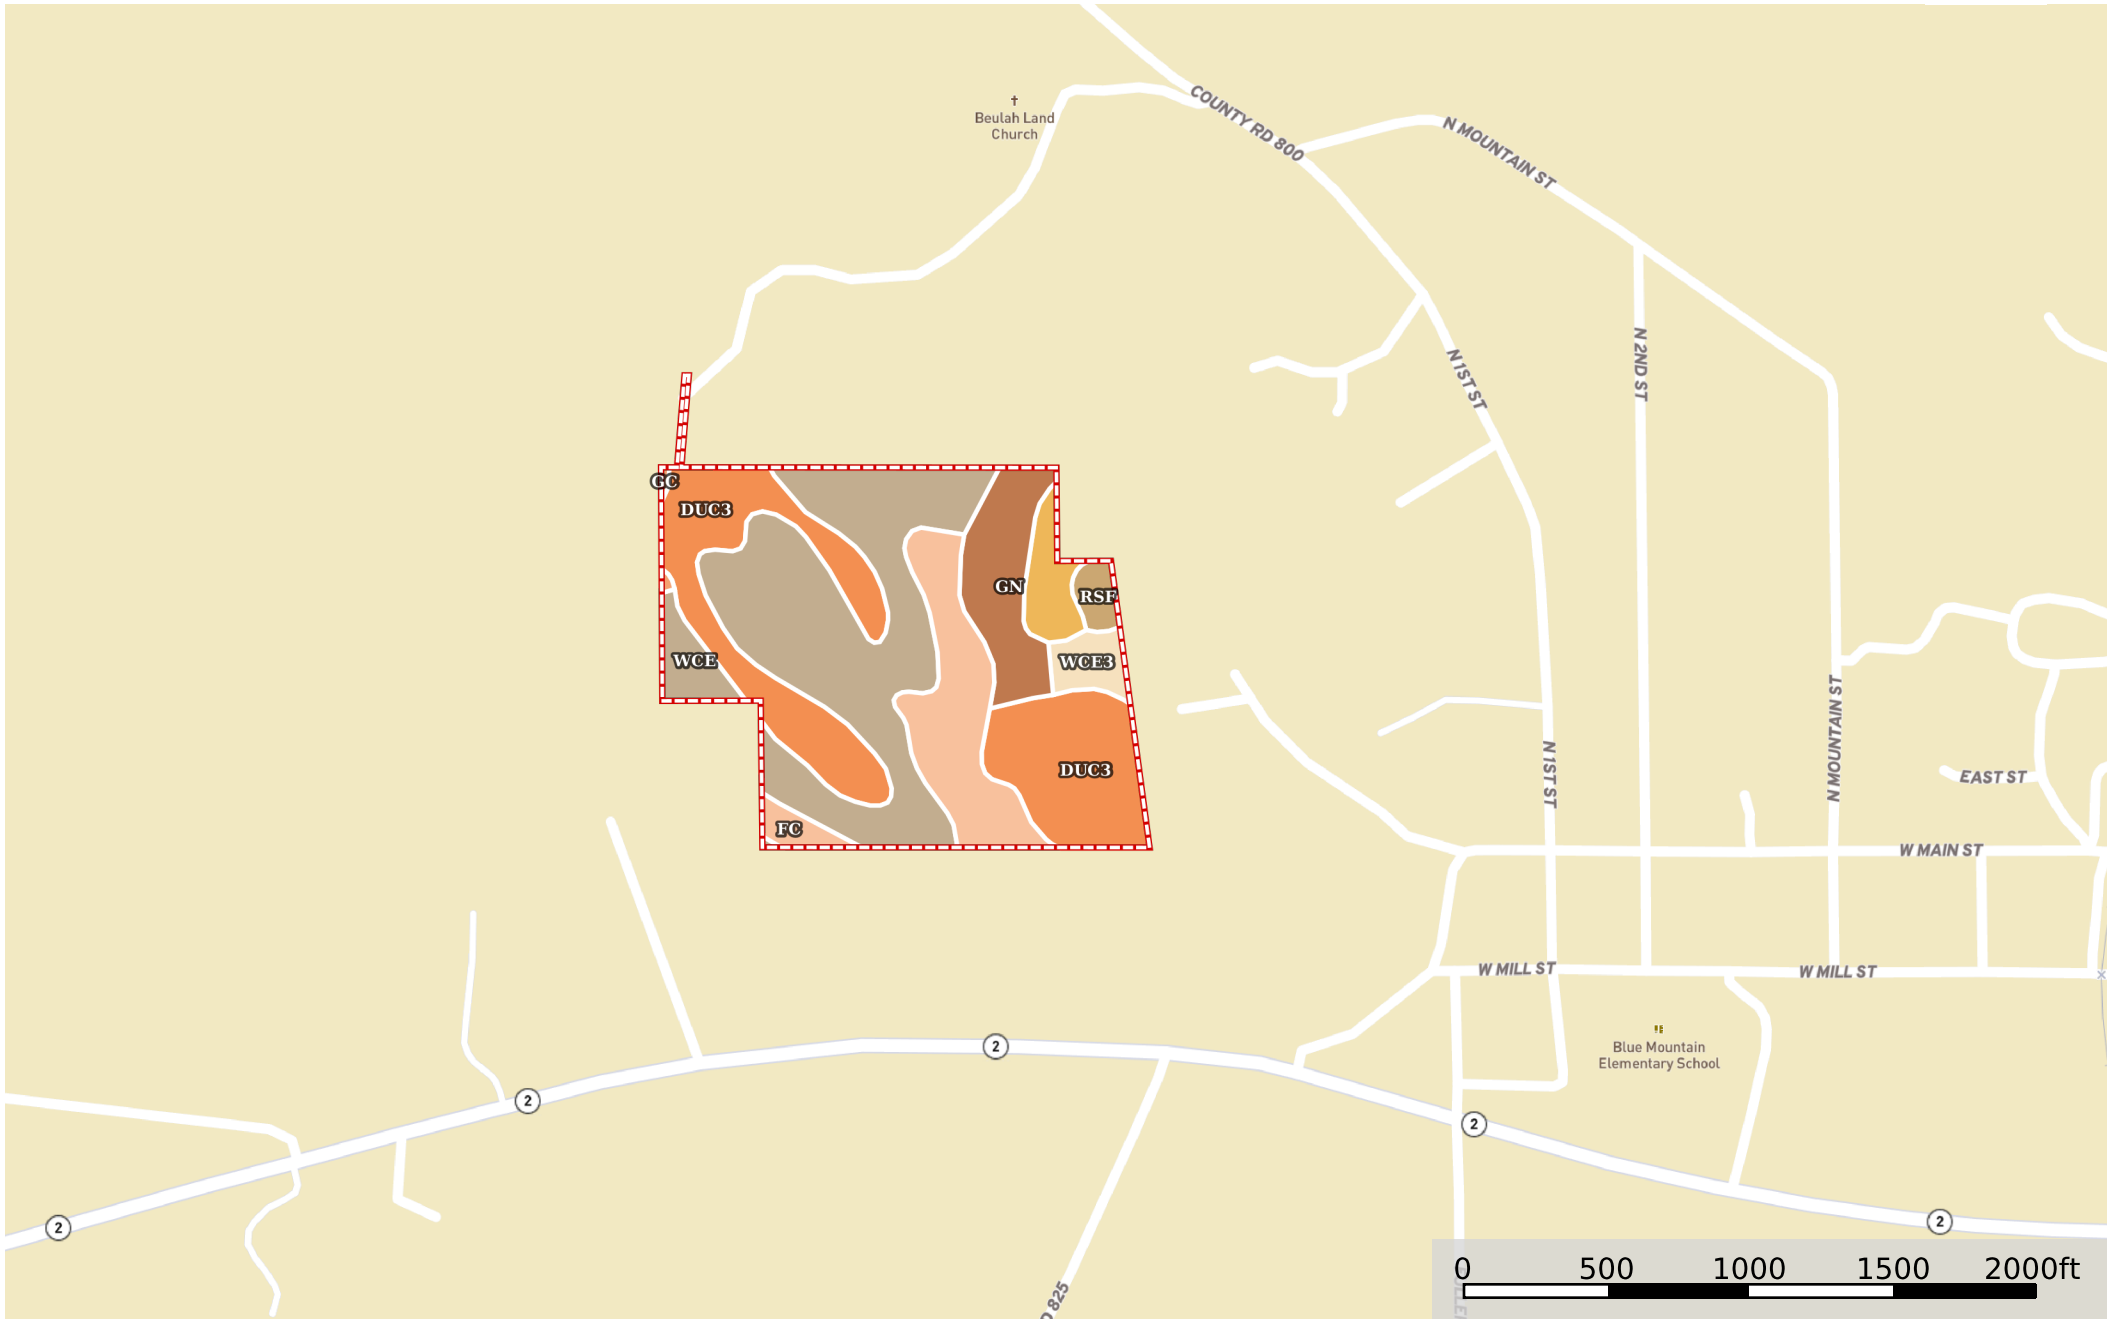 Beulah Land
Church
COUNTY RD 800
N MOUNTAIN ST
N 2ND ST
N 1ST ST
GC
DUC3
GN
RSF
WCE
WCE3
DUC3
FC
N MOUNTAIN ST
N 1ST ST
EAST ST
W MAIN ST
W MILL ST
W MILL ST
Blue Mountain
Elementary School
2
2
2
2
2
825
0 500 1000 1500 2000ft